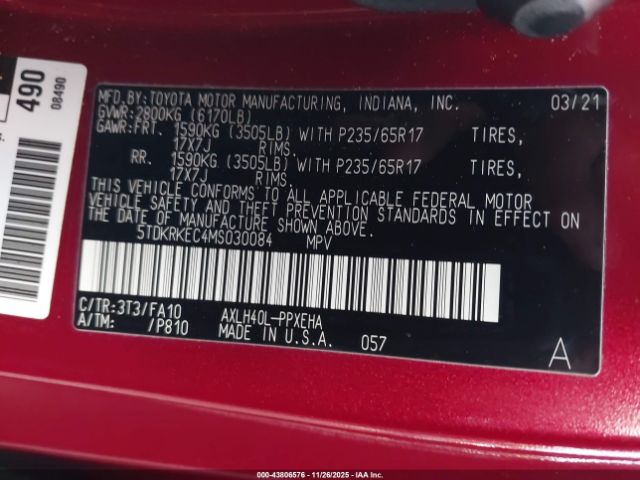 490
08490
s.
MFD.BY:TOYOTA MOTOR MANUFACTURING, INDIANA, INC. 03/21
GVWR:2800KG (6170LB)
GAWR:FRT. 1590KG (3505LB) WITH P235/65R17 TIRES,
17X7J RIMS
RR. 1590KG (3505LB) WITH P235/65R17 TIRES,
17X7J RIMS.
THIS VEHICLE CONFORMS TO ALL APPLICABLE FEDERAL MOTOR
VEHICLE SAFETY AND THEFT PREVENTION STANDARDS IN EFFECT ON
THE DATE OF MANUFACTURE SHOWN ABOVE.
5TDKRKEC4MS030084 MPV
C/TR:3T3/FA10 AXLH40L-PPXEHA
A/TM: /P810 MADE IN U.S.A. 057
A
000-43806576 | 11/26/2025 | IAA Inc.